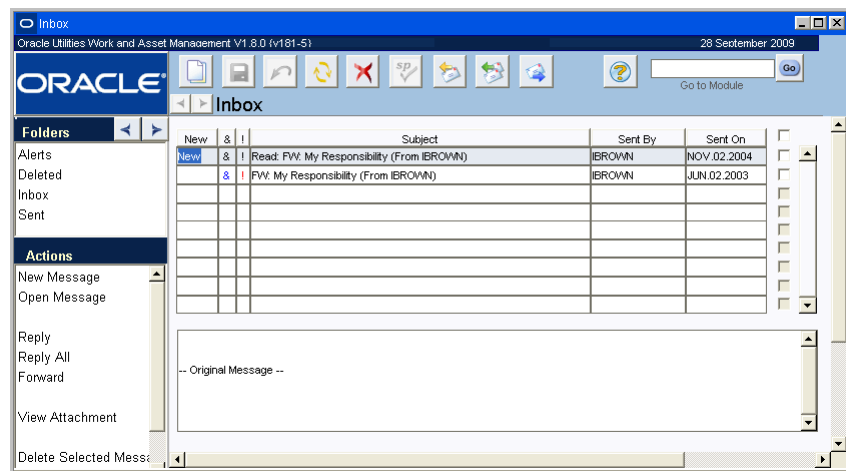 Inbox
Oracle Utilities Work and Asset Management V1.8.0 (v181-5) 28 September 2009
ORACLE®
sp
Go
Go to Module
Inbox
Folders
Alerts
Deleted
Inbox
Sent
Actions
New Message
Open Message
Reply
Reply All
Forward
View Attachment
Delete Selected Messa
New & ! Subject Sent By Sent On
New & ! Read: FW: My Responsibility (From IBROWN) IBROWN NOV.02.2004
& ! FW: My Responsibility (From IBROWN) IBROWN JUN.02.2003
-- Original Message --